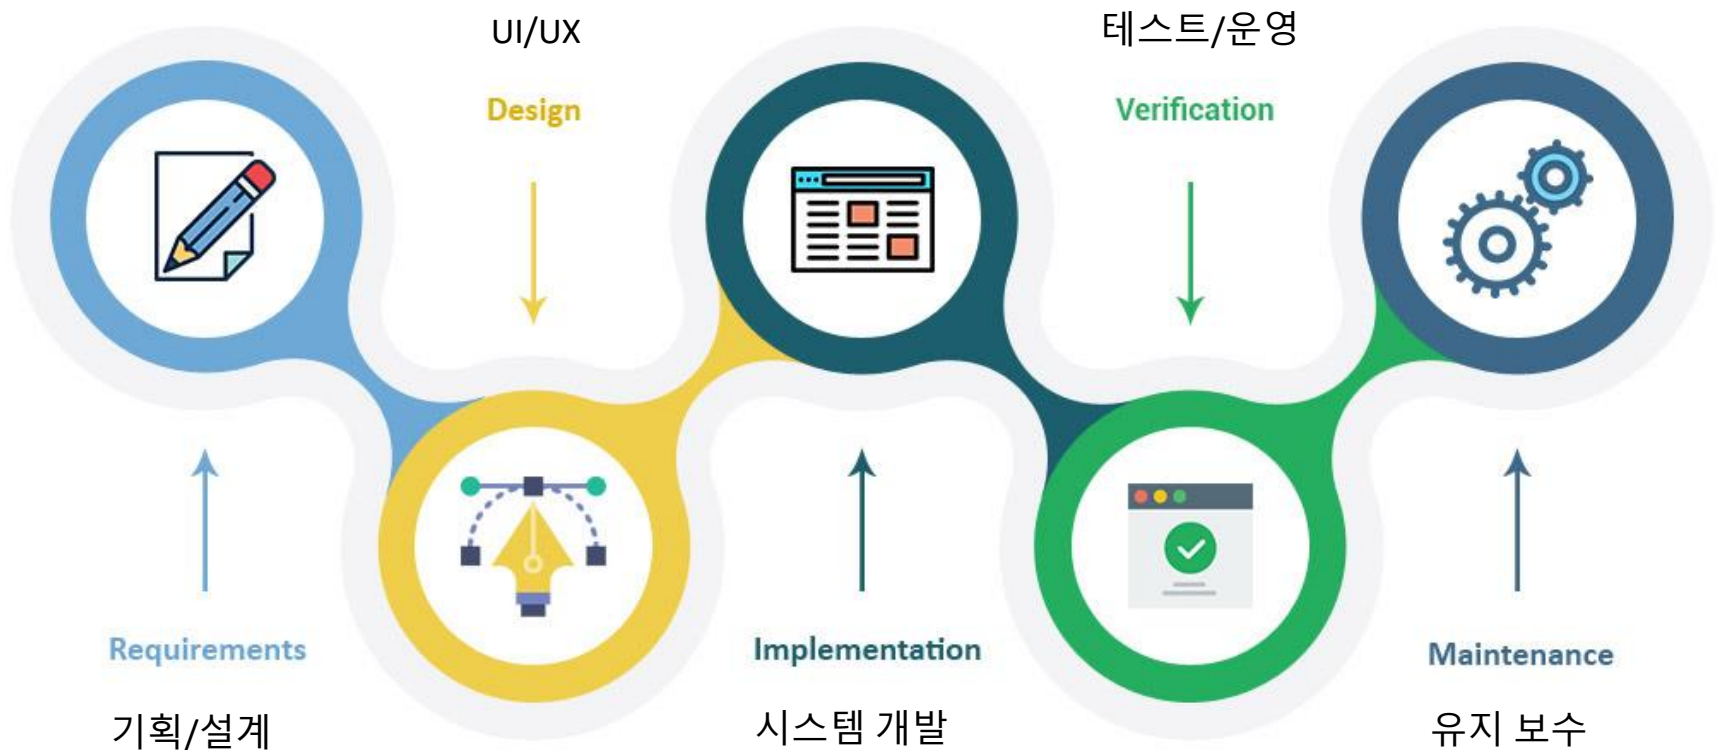 UI/UX
Design
테스트/운영
Verification
Requirements
기획/설계
Implementation
시스템 개발
Maintenance
유지 보수